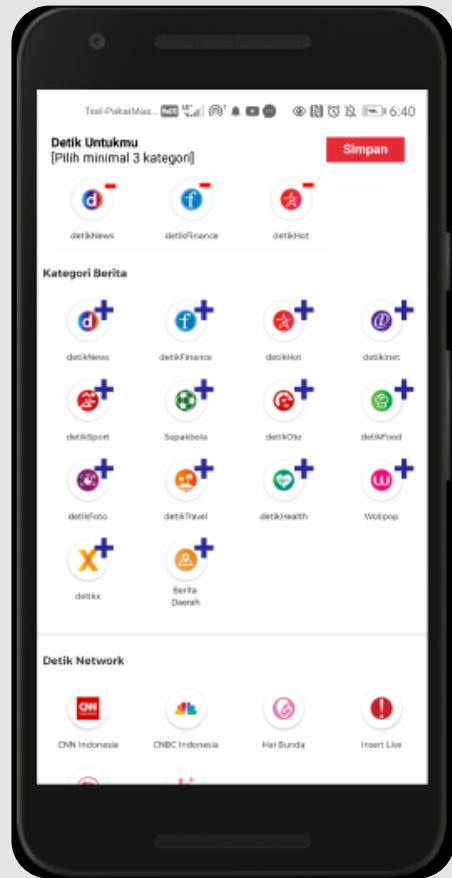 Tsel-PakaiMas... 6:40
Detik Untukmu
[Pilih minimal 3 kategori]
Simpan
detikNews detikFinance detikHot
Kategori Berita
detikNews detikFinance detikHot detikInet
detikSport Sepakbola detikOto detikFood
detikFoto detikTravel detikHealth Wolipop
detikx Berita
Daerah
Detik Network
CNN Indonesia CNBC Indonesia Hai Bunda Insert Live